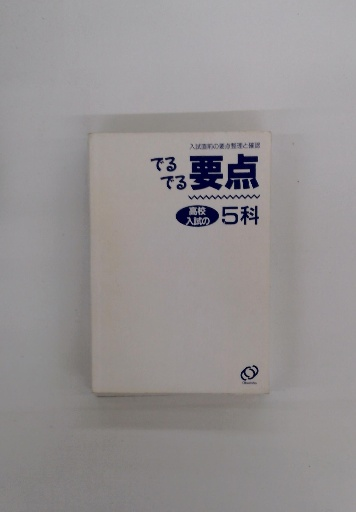 入試直前の要点整理と確認
でる
でる 要点
高校
入試の 5科
Obunsha